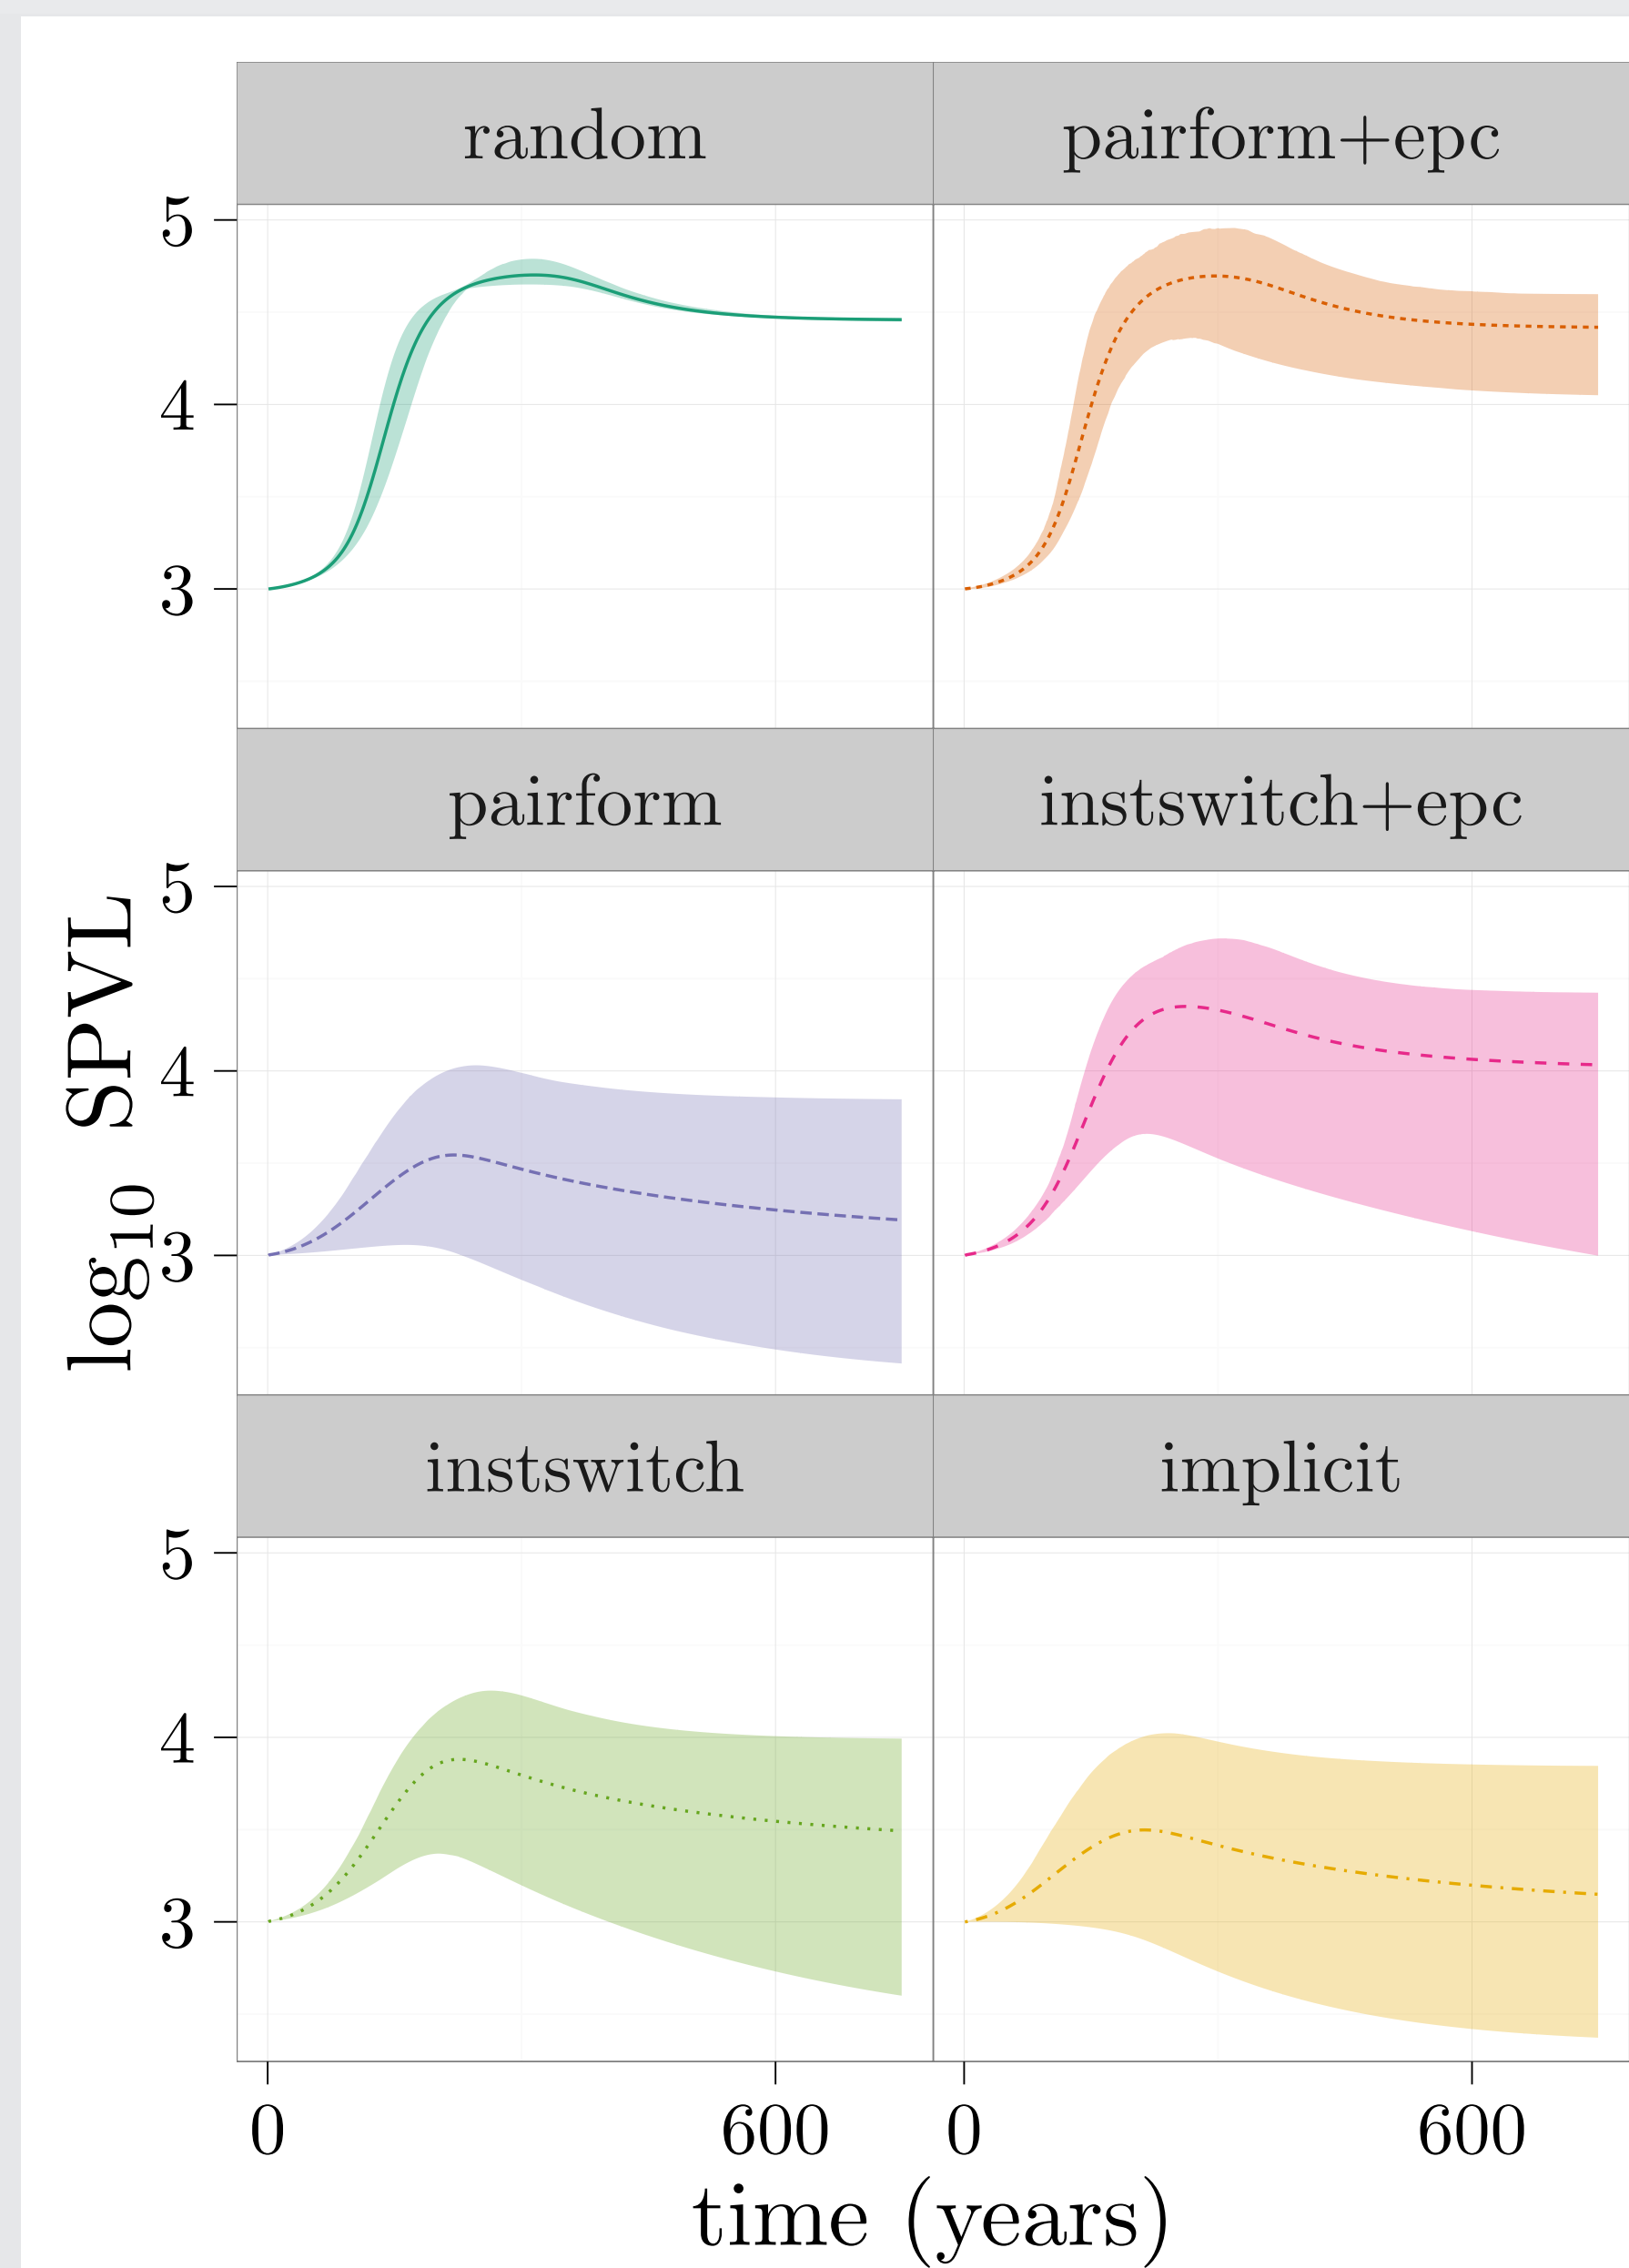 random pairform+epc
5
4
3
pairform instswitch+epc
5
4
3
log10 SPVL
instswitch implicit
5
4
3
0 600 0 600
time (years)